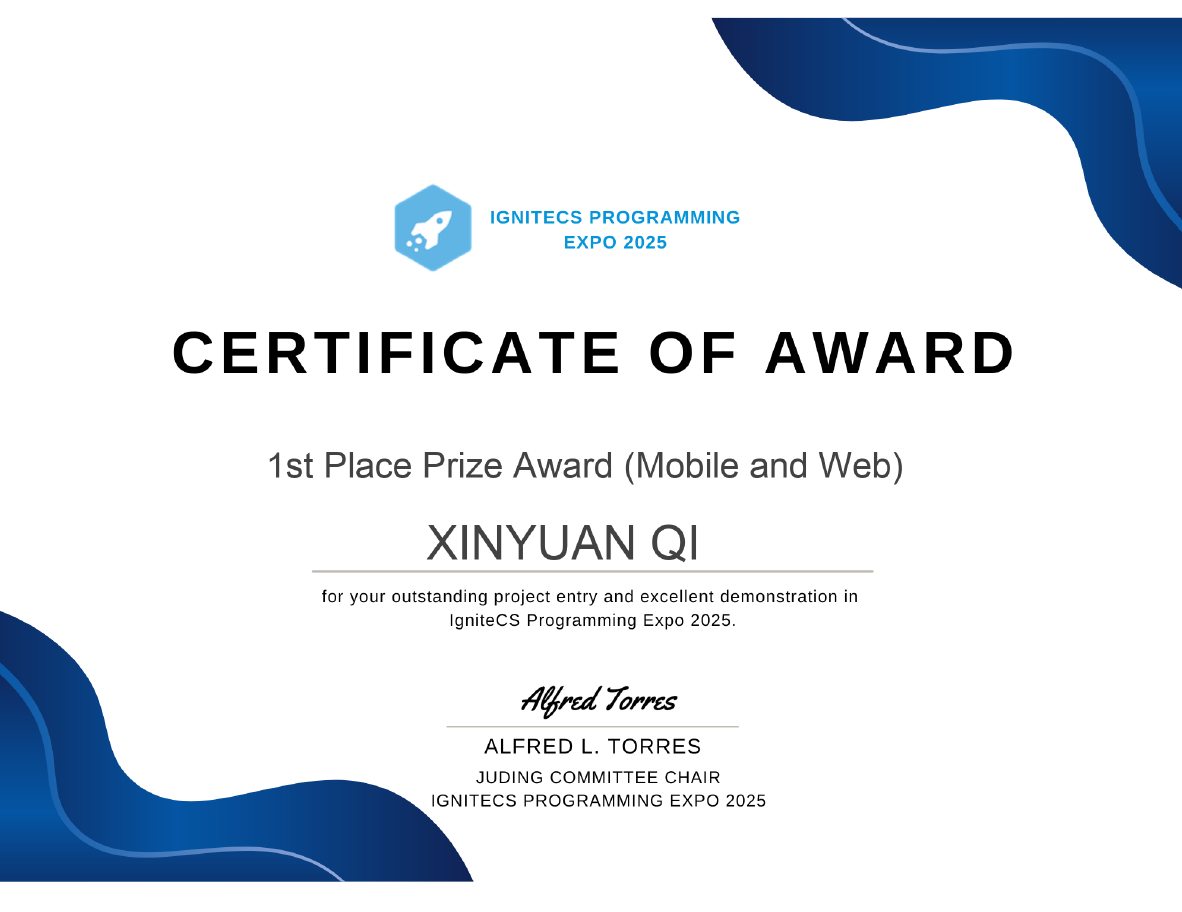 IGNITECS PROGRAMMING
EXPO 2025
CERTIFICATE OF AWARD
1st Place Prize Award (Mobile and Web)
XINYUAN QI
for your outstanding project entry and excellent demonstration in
IgniteCS Programming Expo 2025.
Alfred Torres
ALFRED L. TORRES
JUDING COMMITTEE CHAIR
IGNITECS PROGRAMMING EXPO 2025